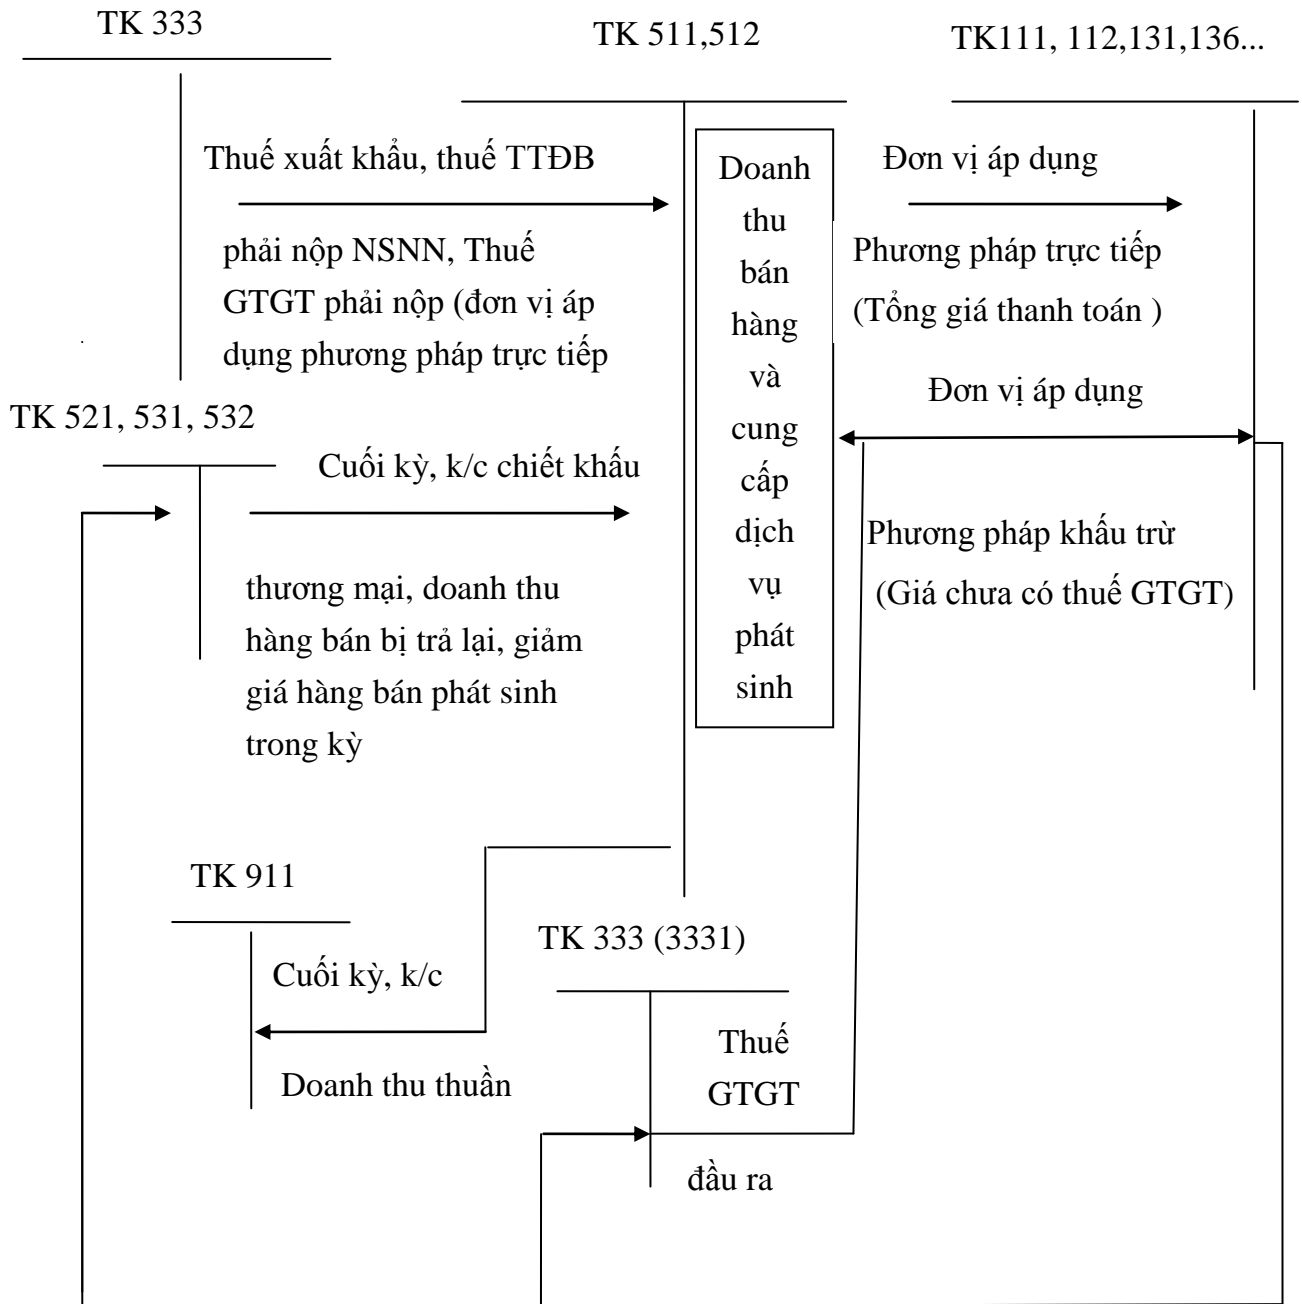 TK 333
TK 511,512
TK111, 112,131,136...
Thuế xuất khẩu, thuế TTĐB
phải nộp NSNN, Thuế
GTGT phải nộp (đơn vị áp
dụng phương pháp trực tiếp
Doanh
thu
bán
hàng
và
cung
cấp
dịch
vụ
phát
sinh
Đơn vị áp dụng
Phương pháp trực tiếp
(Tổng giá thanh toán )
Đơn vị áp dụng
Phương pháp khấu trừ
(Giá chưa có thuế GTGT)
TK 521, 531, 532
Cuối kỳ, k/c chiết khấu
thương mại, doanh thu
hàng bán bị trả lại, giảm
giá hàng bán phát sinh
trong kỳ
TK 911
Cuối kỳ, k/c
Doanh thu thuần
TK 333 (3331)
Thuế
GTGT
đầu ra